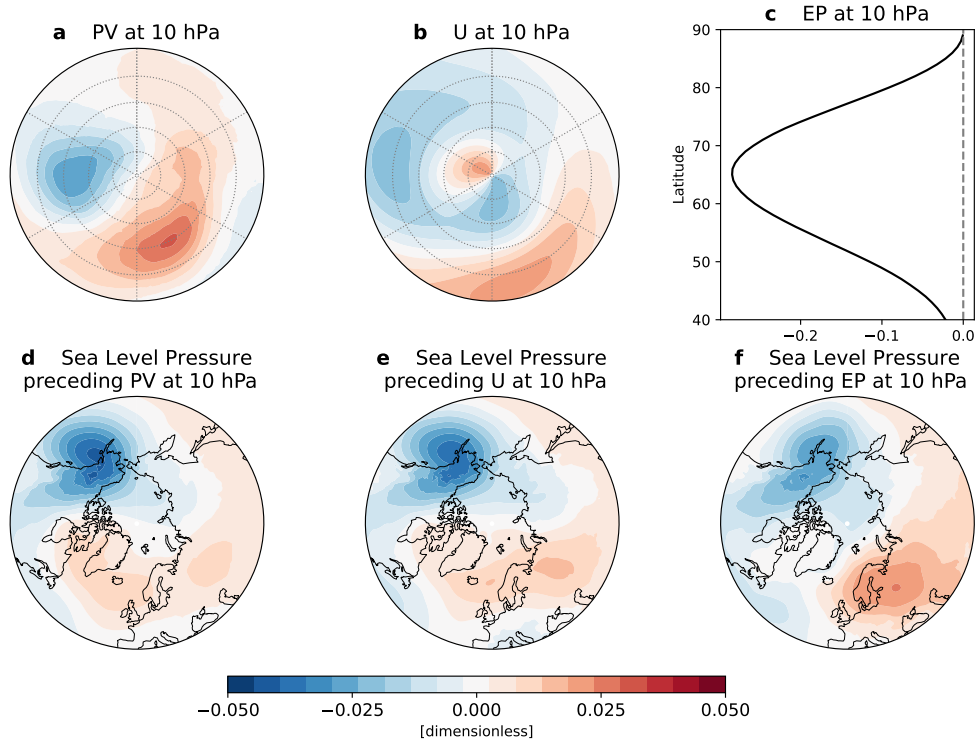 a PV at 10 hPa
b U at 10 hPa
c EP at 10 hPa
90
80
70
60
50
40
Latitude
−0.2 −0.1 0.0
d Sea Level Pressure
preceding PV at 10 hPa
e Sea Level Pressure
preceding U at 10 hPa
f Sea Level Pressure
preceding EP at 10 hPa
−0.050 −0.025 0.000 0.025 0.050
[dimensionless]